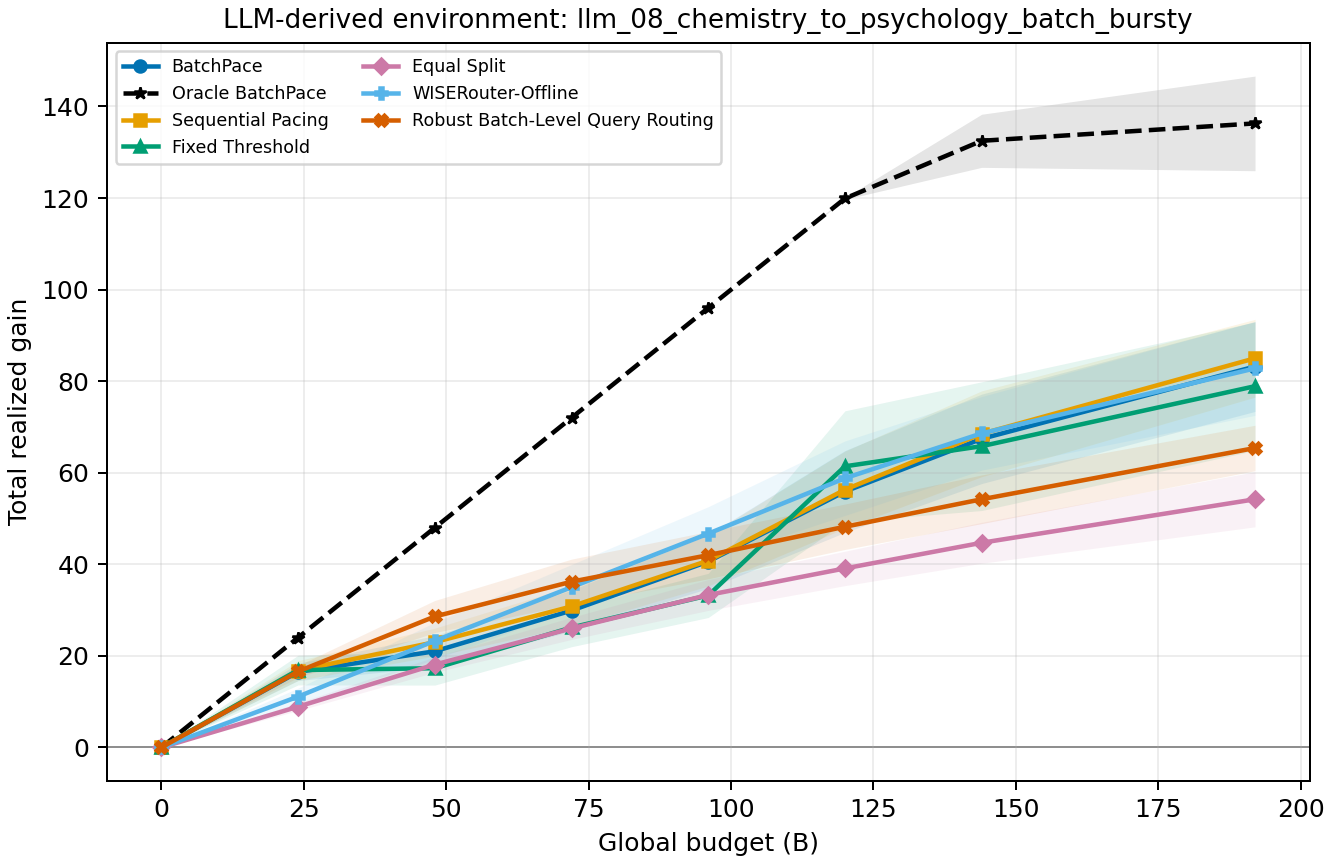 LLM-derived environment: llm_08_chemistry_to_psychology_batch_bursty
BatchPace
Oracle BatchPace
Sequential Pacing
Fixed Threshold
Equal Split
WISERouter-Offline
Robust Batch-Level Query Routing
Total realized gain
140
120
100
80
60
40
20
0
0
25
50
75
100
125
150
175
200
Global budget (B)